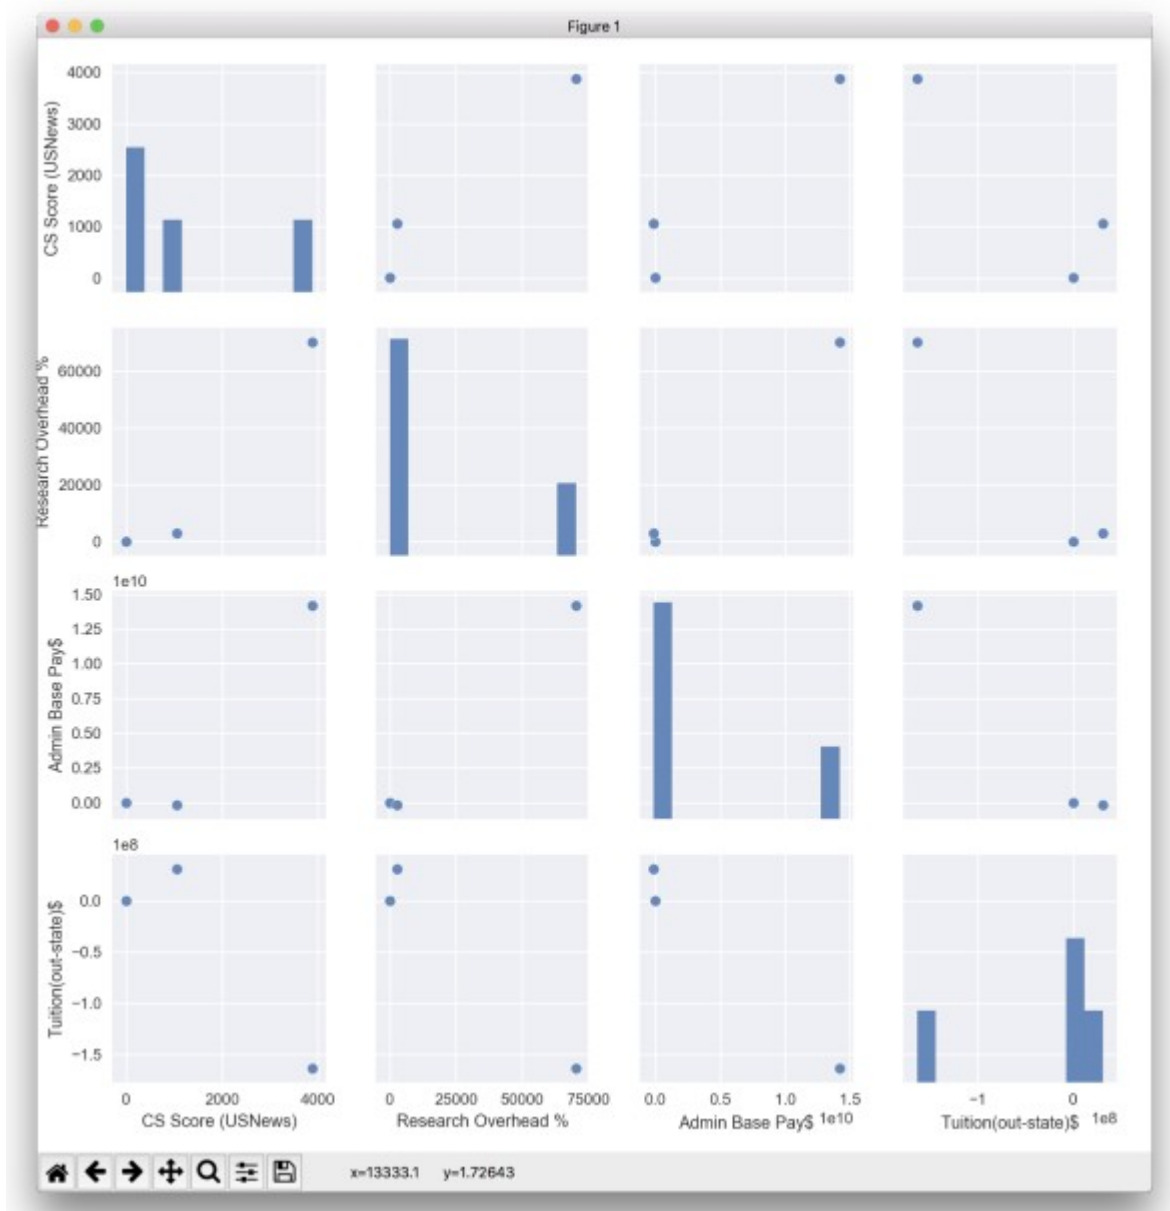 Figure 1
4000
3000
2000
1000
0
CS Score (USNews)
60000
40000
20000
0
Research Overhead %
1e10
1.50
1.25
1.00
0.75
0.50
0.25
0.00
Admin Base Pay$
1e8
0.0
−0.5
−1.0
−1.5
Tuition(out-state)$
0 2000 4000
CS Score (USNews)
0 25000 50000 75000
Research Overhead %
0.0 0.5 1.0 1.5
Admin Base Pay$ 1e10
−1 0
Tuition(out-state)$ 1e8
x=13333.1 y=1.72643